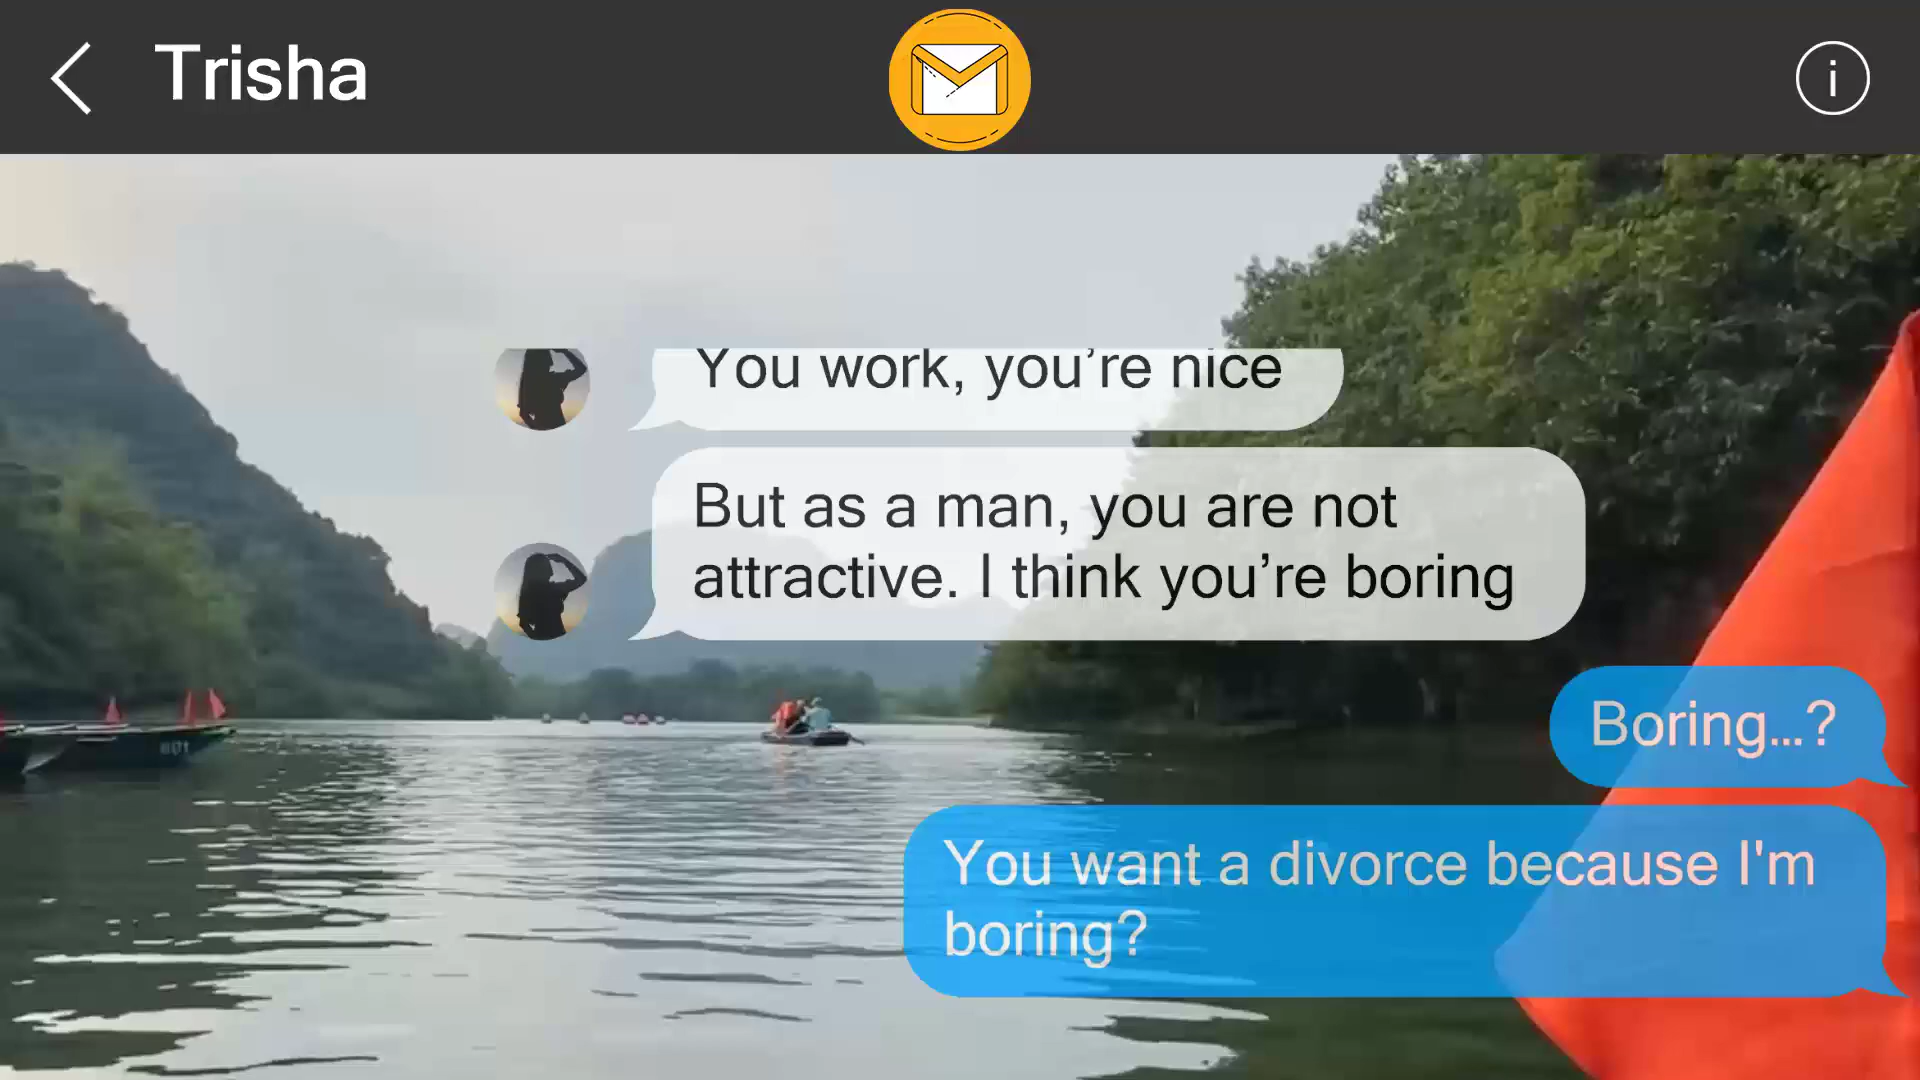 Trisha
i
You work, you’re nice
But as a man, you are not
attractive. I think you’re boring
Boring...?
You want a divorce because I'm
boring?
601